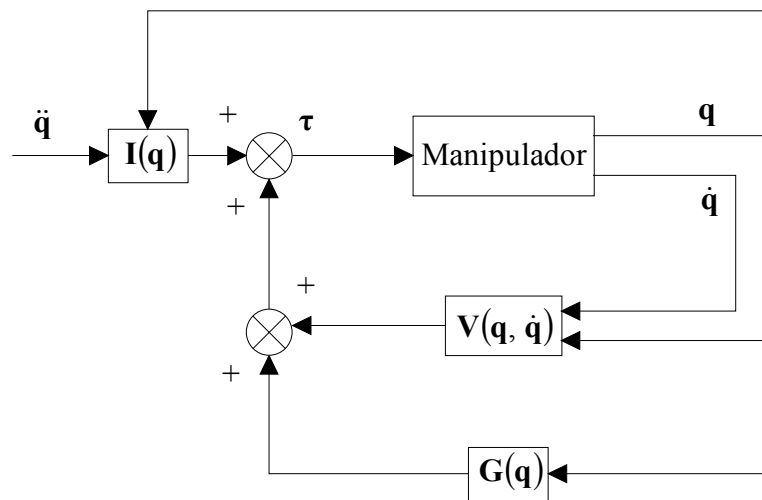 q̈
I(q)
+
τ
Manipulador
q
q̇
+
+
V(q, q̇)
+
G(q)